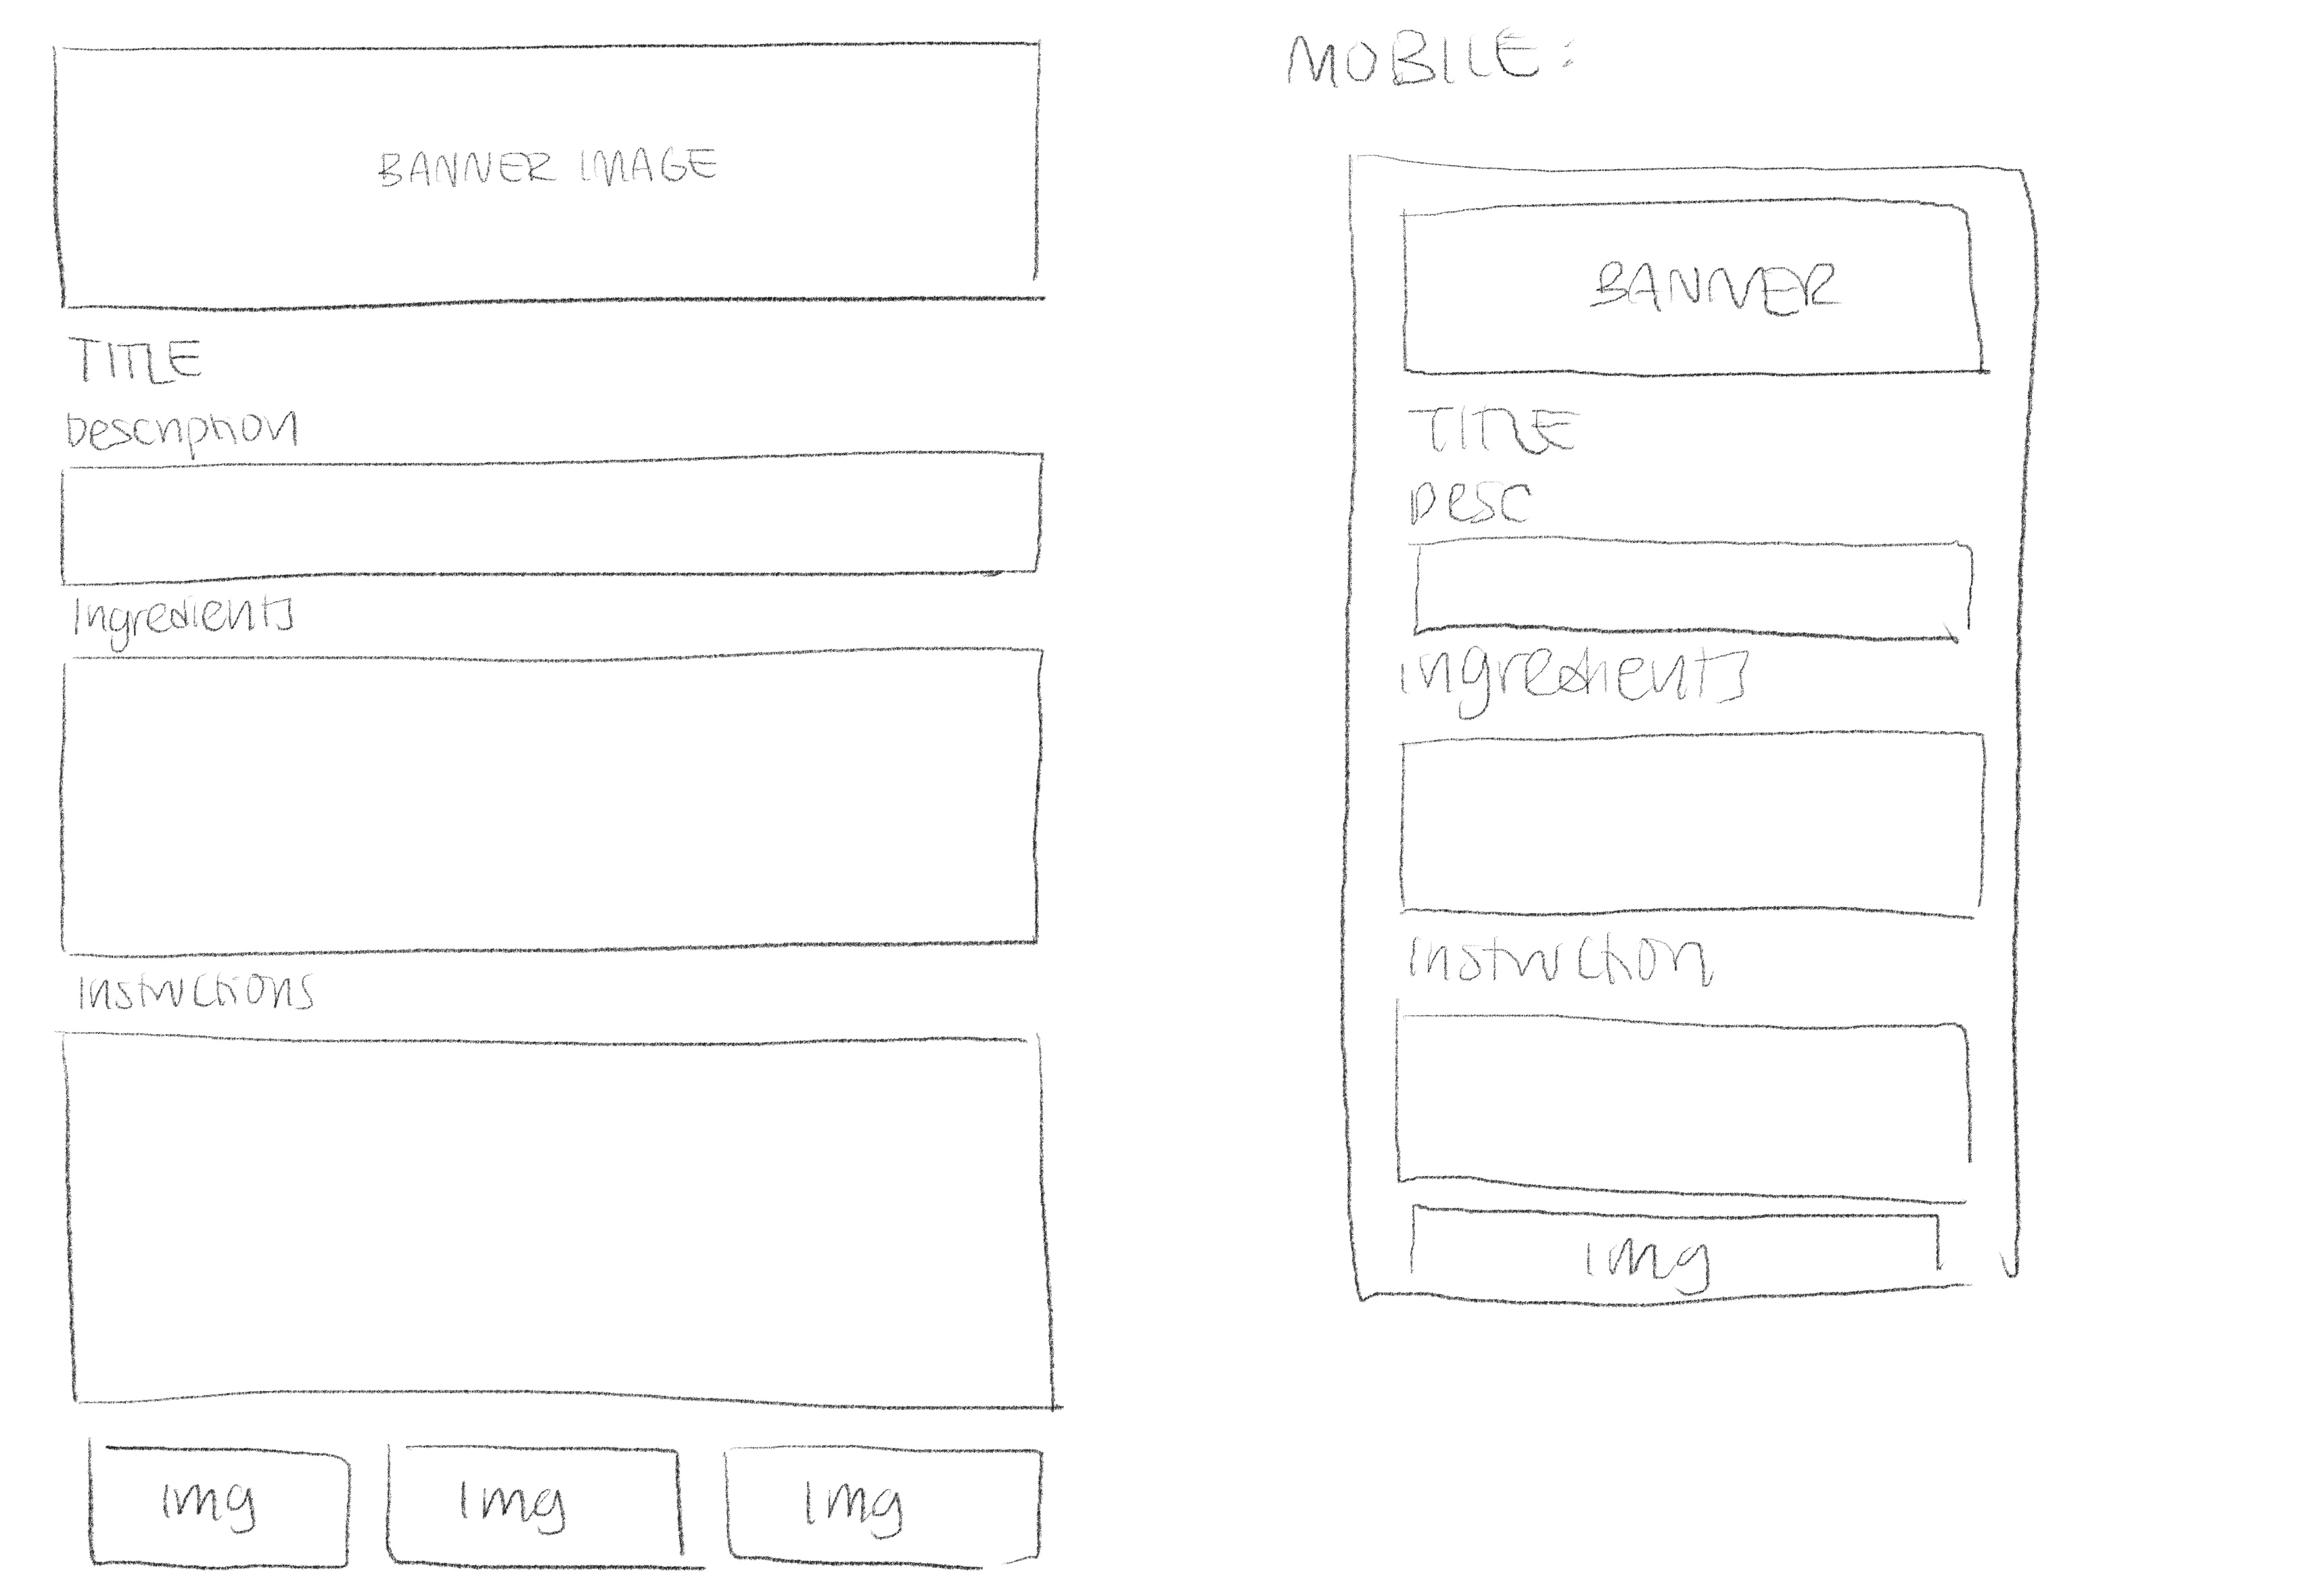 BANNER IMAGE
TITLE
Description
Ingredients
Instructions
img
img
img
MOBILE:
BANNER
TITLE
DESC
ingredients
instruction
img